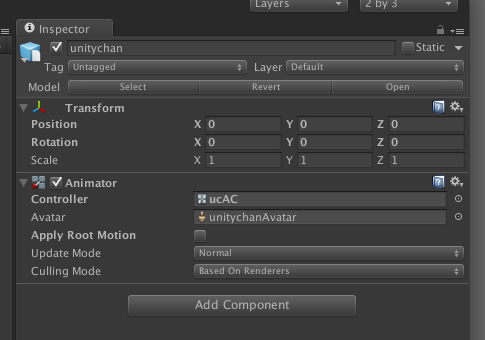 Layers 2 by 3
Inspector
unitychan Static
Tag Untagged Layer Default
Model Select Revert Open
Transform
Position X 0 Y 0 Z 0
Rotation X 0 Y 0 Z 0
Scale X 1 Y 1 Z 1
Animator
Controller ucAC
Avatar unitychanAvatar
Apply Root Motion
Update Mode Normal
Culling Mode Based On Renderers
Add Component